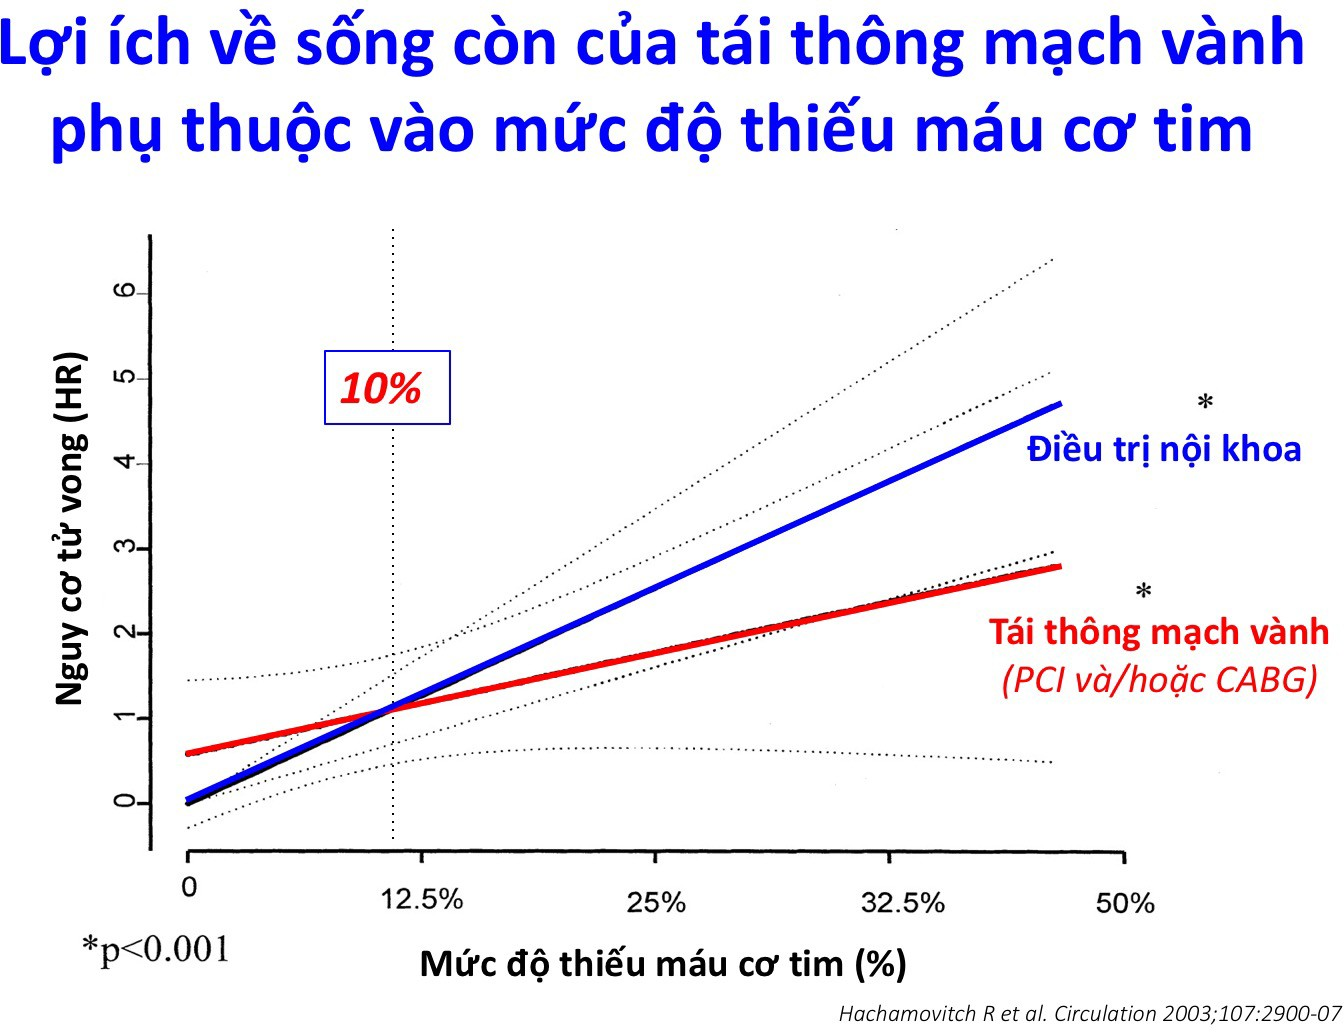 Lợi ích về sống còn của tái thông mạch vành
phụ thuộc vào mức độ thiếu máu cơ tim
6
5
4
3
2
1
0
Nguy cơ tử vong (HR)
10%
*
Điều trị nội khoa
*
Tái thông mạch vành
(PCI và/hoặc CABG)
0
12.5%
25%
32.5%
50%
*p<0.001
Mức độ thiếu máu cơ tim (%)
Hachamovitch R et al. Circulation 2003;107:2900-07